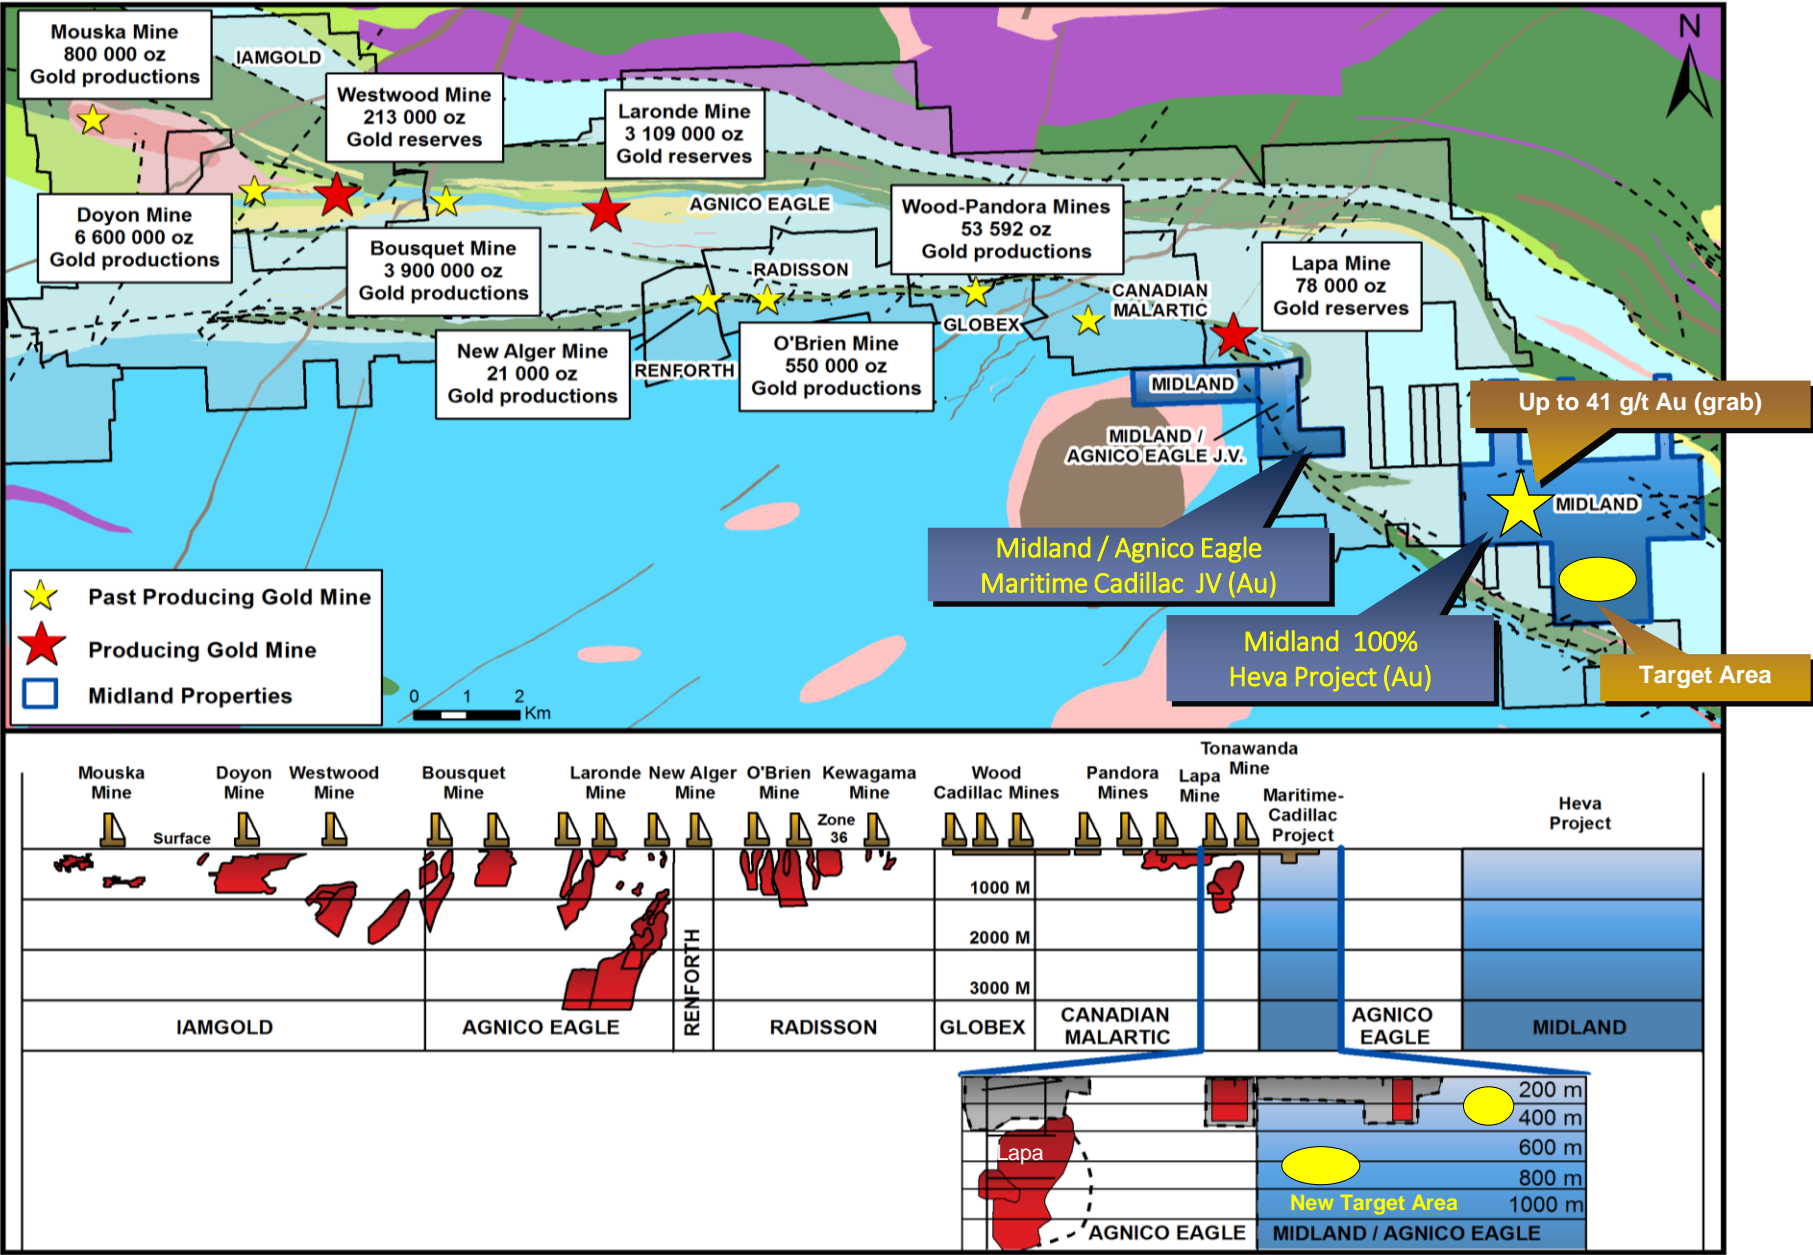 Mouska Mine
800 000 oz
Gold productions
IAMGOLD
Westwood Mine
213 000 oz
Gold reserves
Laronde Mine
3 109 000 oz
Gold reserves
N
Doyon Mine
6 600 000 oz
Gold productions
Bousquet Mine
3 900 000 oz
Gold productions
AGNICO EAGLE
Wood-Pandora Mines
53 592 oz
Gold productions
Lapa Mine
78 000 oz
Gold reserves
RADISSON
CANADIAN
MALARTIC
GLOBEX
New Alger Mine
21 000 oz
Gold productions
RENFORTH
O'Brien Mine
550 000 oz
Gold productions
MIDLAND
MIDLAND /
AGNICO EAGLE J.V.
Up to 41 g/t Au (grab)
MIDLAND
Midland / Agnico Eagle
Maritime Cadillac JV (Au)
Midland 100%
Heva Project (Au)
Target Area
Past Producing Gold Mine
Producing Gold Mine
Midland Properties
0 1 2
Km
Mouska
Mine
Surface
Doyon
Mine
Westwood
Mine
Bousquet
Mine
Laronde
Mine
New Alger
Mine
O'Brien
Mine
Zone
36
Kewagama
Mine
Wood
Cadillac Mines
Pandora
Mines
Lapa
Mine
Tonawanda
Mine
Maritime-
Cadillac
Project
Heva
Project
1000 M
2000 M
3000 M
IAMGOLD
AGNICO EAGLE
RENFORTH
RADISSON
GLOBEX
CANADIAN
MALARTIC
AGNICO
EAGLE
MIDLAND
200 m
400 m
600 m
800 m
1000 m
Lapa
New Target Area
AGNICO EAGLE
MIDLAND / AGNICO EAGLE